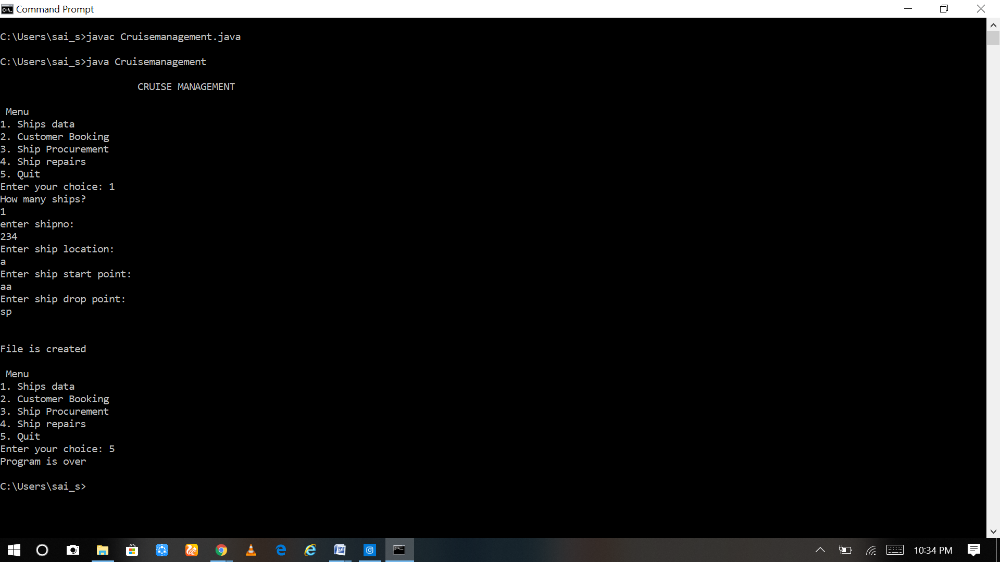 Command Prompt
C:\Users\sai_s>javac Cruisemanagement.java
C:\Users\sai_s>java Cruisemanagement
CRUISE MANAGEMENT
Menu
1. Ships data
2. Customer Booking
3. Ship Procurement
4. Ship repairs
5. Quit
Enter your choice: 1
How many ships?
1
enter shipno:
234
Enter ship location:
a
Enter ship start point:
aa
Enter ship drop point:
sp
File is created
Menu
1. Ships data
2. Customer Booking
3. Ship Procurement
4. Ship repairs
5. Quit
Enter your choice: 5
Program is over
C:\Users\sai_s>
10:34 PM